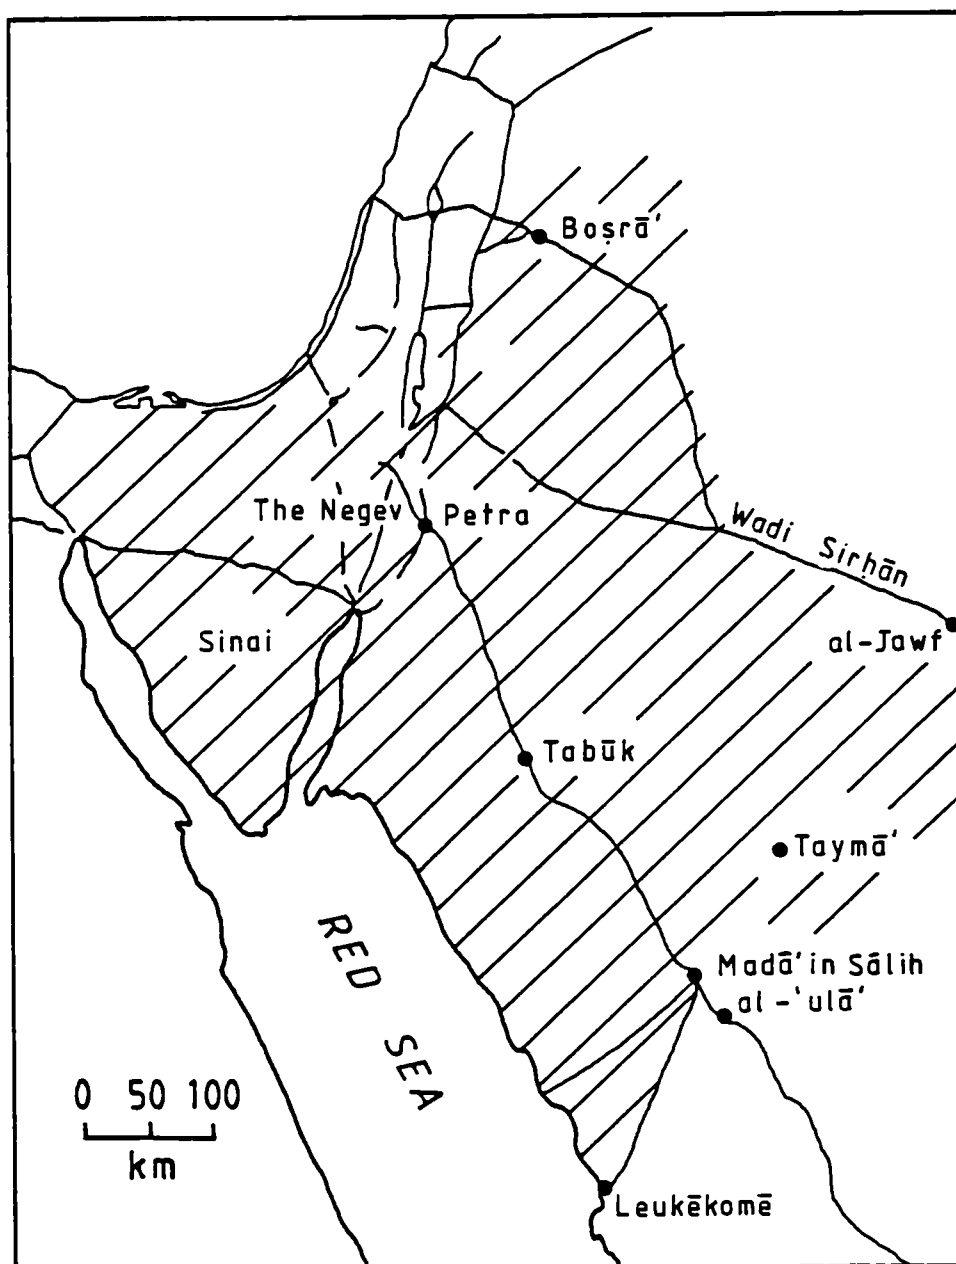 Boṣrā'
The Negev
Petra
Wadi Sirḥān
al-Jawf
Sinai
Tabūk
Taymā'
RED SEA
Madā'in Sālih
al-'ulā'
0 50 100
km
Leukēkomē